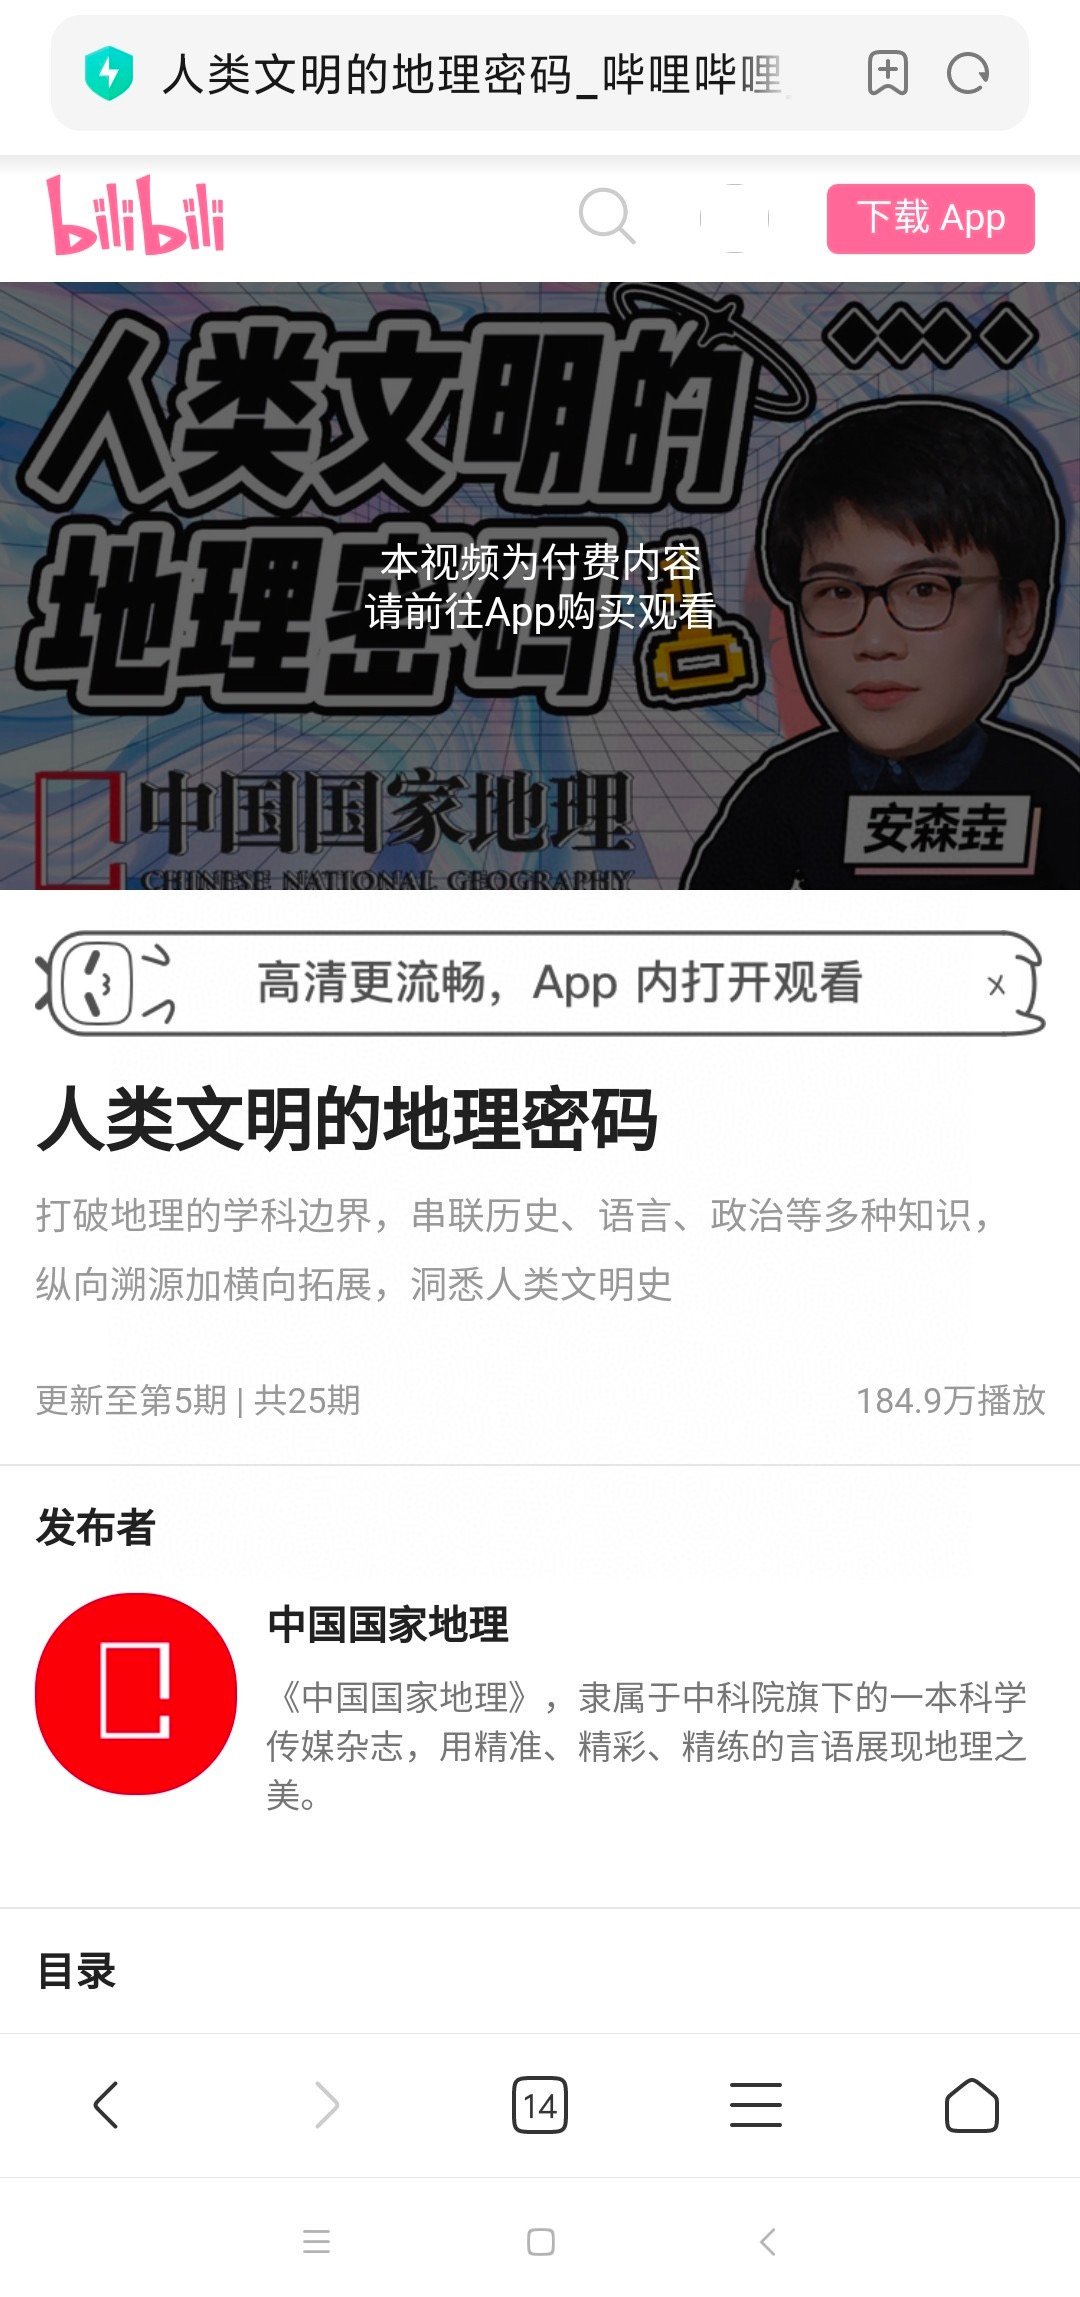 人类文明的地理密码_哔哩哔哩
bilibili
下载 App
人类文明的
地理密码
本视频为付费内容
请前往App购买观看
中国国家地理
CHINESE NATIONAL GEOGRAPHY
安森垚
高清更流畅，App 内打开观看
人类文明的地理密码
打破地理的学科边界，串联历史、语言、政治等多种知识，
纵向溯源加横向拓展，洞悉人类文明史
更新至第5期 | 共25期
184.9万播放
发布者
中国国家地理
《中国国家地理》，隶属于中科院旗下的一本科学
传媒杂志，用精准、精彩、精练的言语展现地理之
美。
目录
14